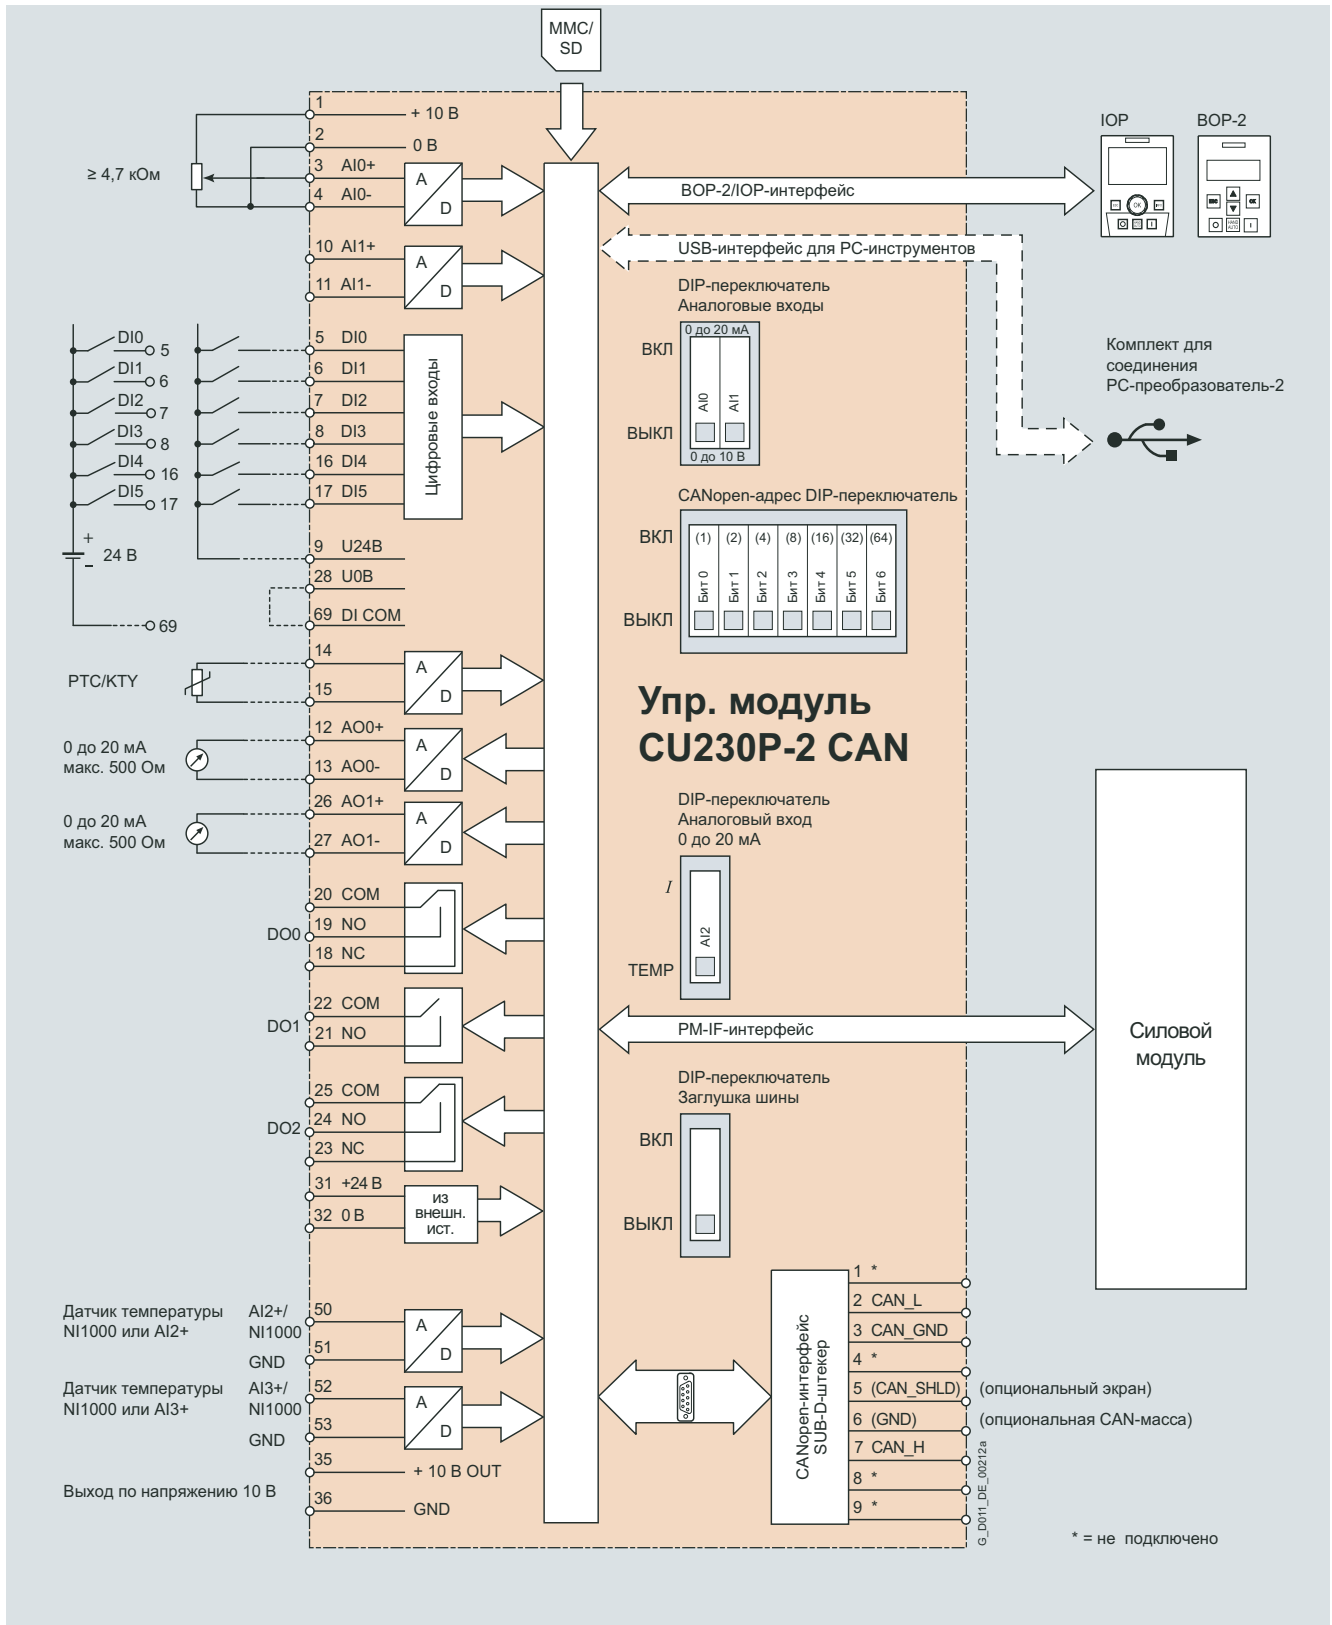 MMC/
SD
1
+ 10 В
2
0 В
≥ 4,7 кОм
3 AI0+
4 AI0-
A
D
10 AI1+
11 AI1-
A
D
IOP
BOP-2
OK
ESC
OK
HAND
AUTO
BOP-2/IOP-интерфейс
USB-интерфейс для PC-инструментов
DIP-переключатель
Аналоговые входы
0 до 20 мА
ВКЛ
AI0
AI1
ВЫКЛ
0 до 10 В
Комплект для
соединения
PC-преобразователь-2
DI0
5
DI1
6
DI2
7
DI3
8
DI4
16
DI5
17
+
24 В
–
69
5 DI0
6 DI1
7 DI2
8 DI3
16 DI4
17 DI5
Цифровые входы
9 U24В
28 U0В
69 DI COM
CANopen-адрес DIP-переключатель
ВКЛ
(1) (2) (4) (8) (16) (32) (64)
Бит 0
Бит 1
Бит 2
Бит 3
Бит 4
Бит 5
Бит 6
ВЫКЛ
PTC/KTY
14
15
A
D
Упр. модуль
CU230P-2 CAN
0 до 20 мА
макс. 500 Ом
12 AO0+
13 AO0-
A
D
0 до 20 мА
макс. 500 Ом
26 AO1+
27 AO1-
A
D
DIP-переключатель
Аналоговый вход
0 до 20 мА
I
AI2
TEMP
DO0
20 COM
19 NO
18 NC
DO1
22 COM
21 NO
PM-IF-интерфейс
Силовой
модуль
DO2
25 COM
24 NO
23 NC
DIP-переключатель
Заглушка шины
ВКЛ
ВЫКЛ
31 +24 В
32 0 В
из
внешн.
ист.
Датчик температуры
NI1000 или AI2+
AI2+/
NI1000
GND
50
51
A
D
Датчик температуры
NI1000 или AI3+
AI3+/
NI1000
GND
52
53
A
D
35
+ 10 В OUT
Выход по напряжению 10 В
36
GND
CANopen-интерфейс
SUB-D-штекер
1 *
2 CAN_L
3 CAN_GND
4 *
5 (CAN_SHLD) (опциональный экран)
6 (GND) (опциональная CAN-масса)
7 CAN_H
8 *
9 *
G_D011_DE_00212a
* = не подключено